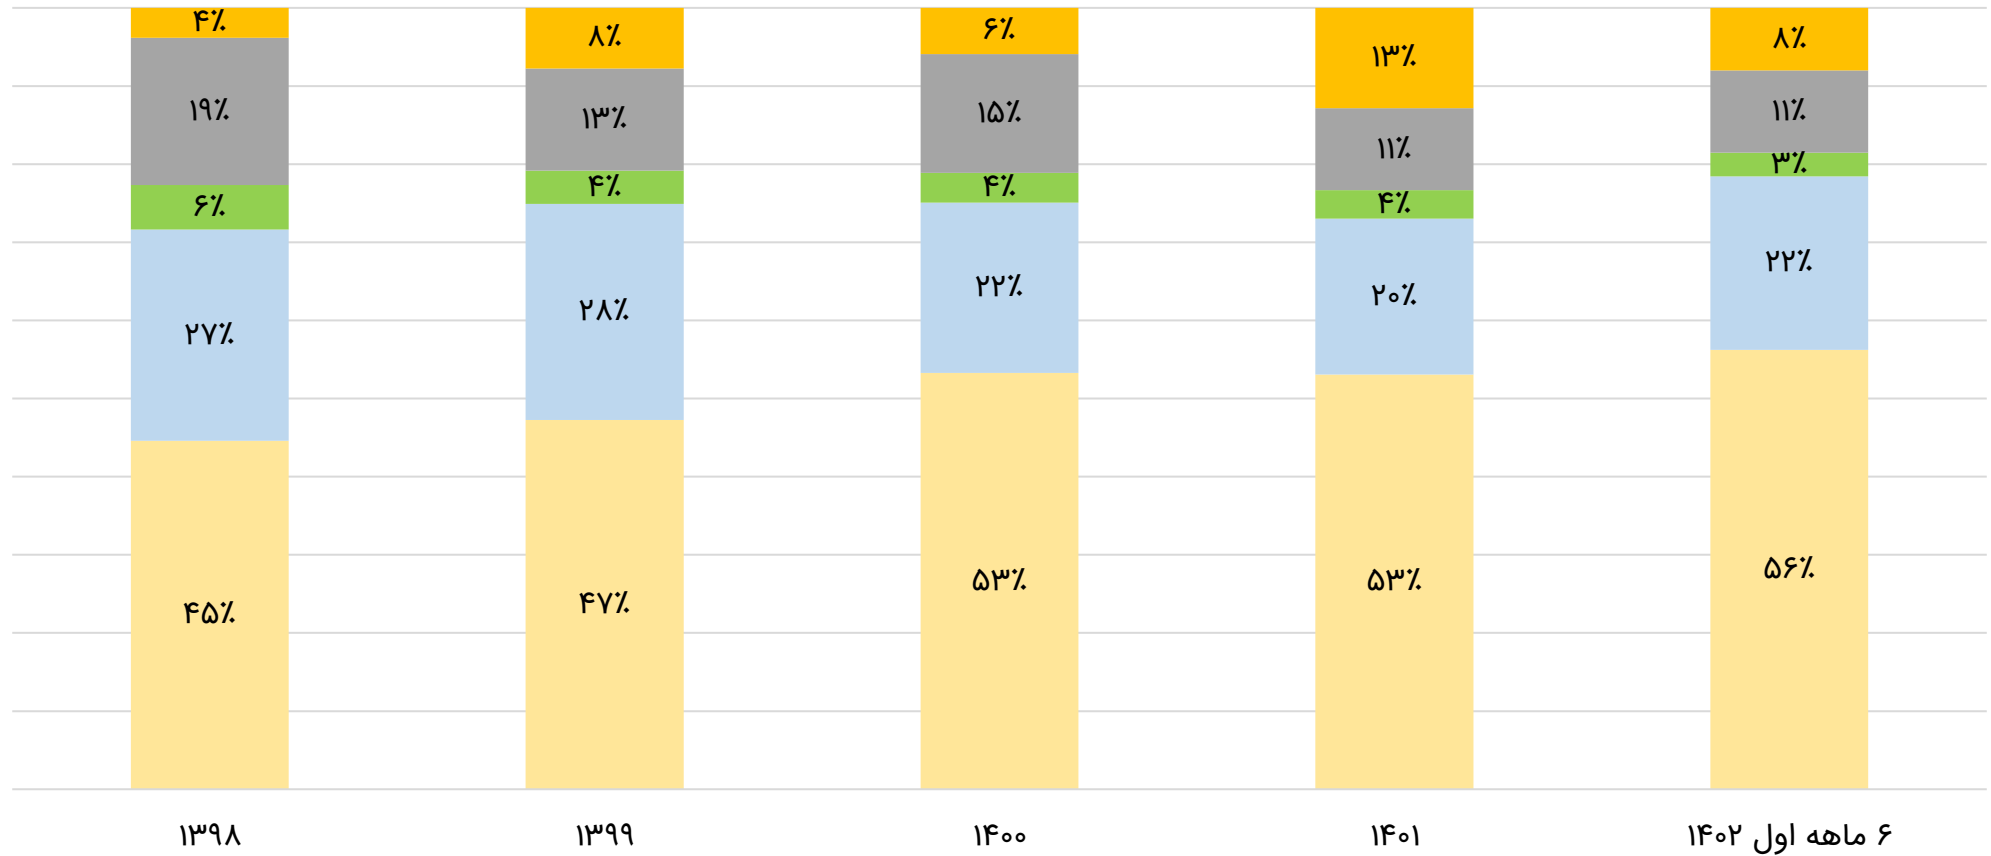 ۴٪ ۸٪ ۶٪ ۱۳٪ ۸٪
۱۹٪ ۱۳٪ ۱۵٪ ۱۱٪ ۱۱٪
۶٪ ۴٪ ۴٪ ۴٪ ۳٪
۲۷٪ ۲۸٪ ۲۲٪ ۲۰٪ ۲۲٪
۴۵٪ ۴۷٪ ۵۳٪ ۵۳٪ ۵۶٪
۱۳۹۸ ۱۳۹۹ ۱۴۰۰ ۱۴۰۱ ۶ ماهه اول ۱۴۰۲